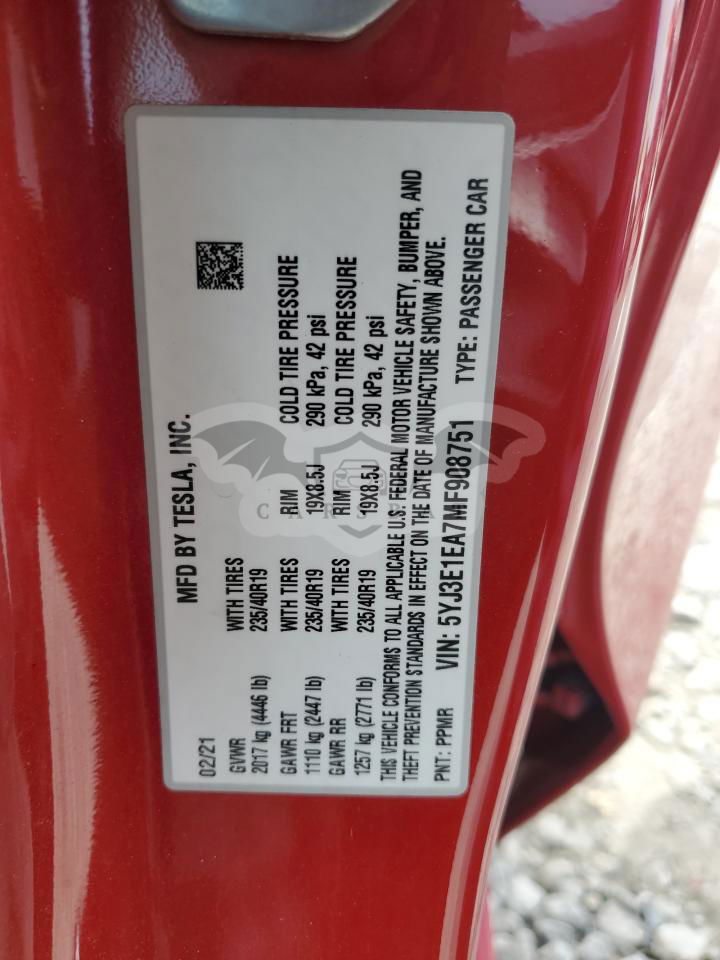 MFD BY TESLA, INC.
02/21
GVWR WITH TIRES
2017 kg (4446 lb) 235/40R19
GAWR FRT WITH TIRES RIM COLD TIRE PRESSURE
1110 kg (2447 lb) 235/40R19 19X8.5J 290 kPa, 42 psi
GAWR RR WITH TIRES RIM COLD TIRE PRESSURE
1257 kg (2771 lb) 235/40R19 19X8.5J 290 kPa, 42 psi
THIS VEHICLE CONFORMS TO ALL APPLICABLE U.S. FEDERAL MOTOR VEHICLE SAFETY, BUMPER, AND
THEFT PREVENTION STANDARDS IN EFFECT ON THE DATE OF MANUFACTURE SHOWN ABOVE.
PNT: PPMR VIN: 5YJ3E1EA7MF908751 TYPE: PASSENGER CAR